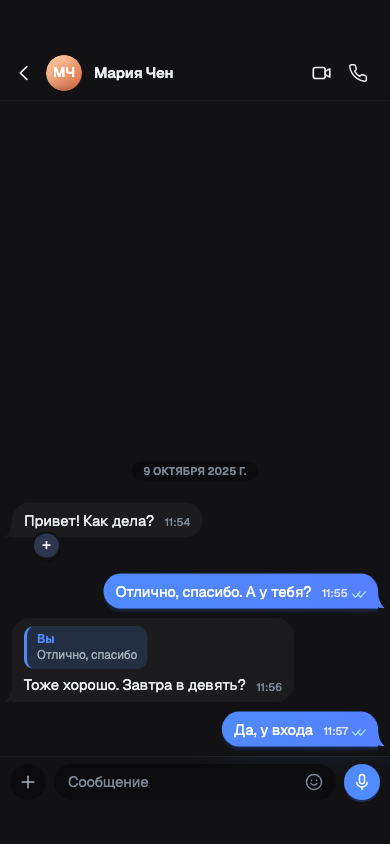 МЧ
Мария Чен
9 ОКТЯБРЯ 2025 Г.
Привет! Как дела? 11:54
+
Отлично, спасибо. А у тебя? 11:55
Вы
Отлично, спасибо
Тоже хорошо. Завтра в девять? 11:56
Да, у входа 11:57
Сообщение